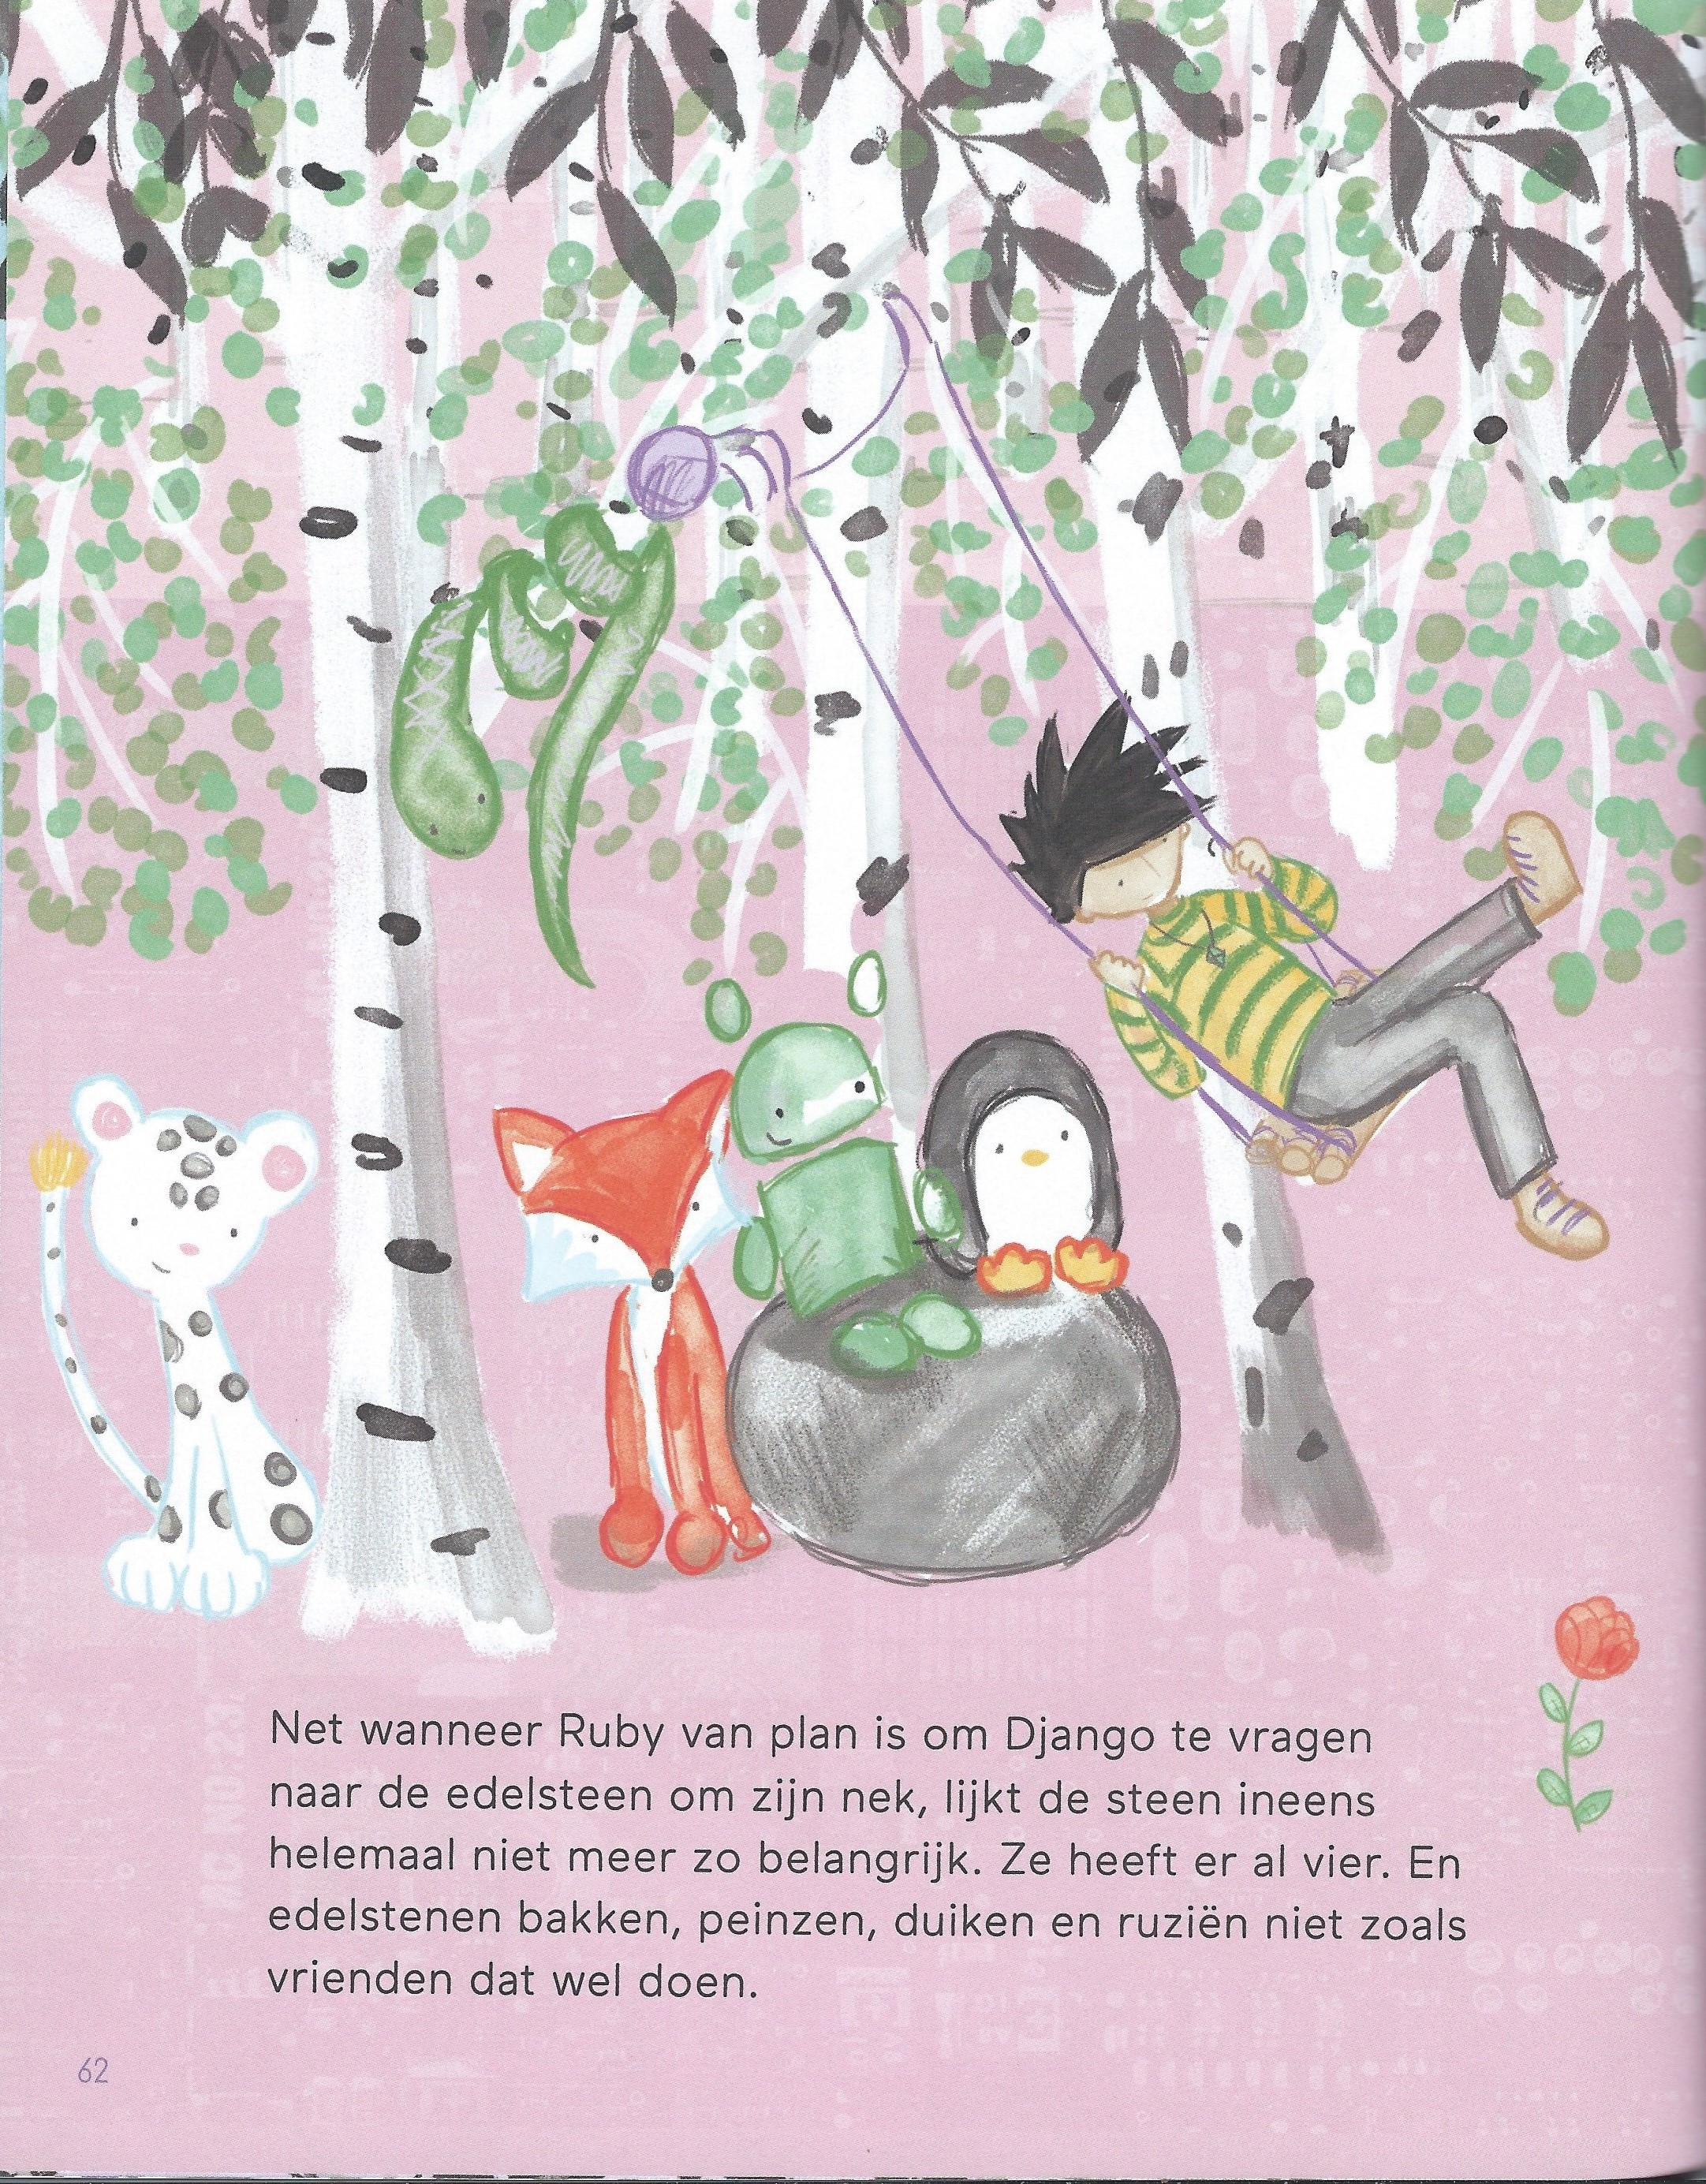 Net wanneer Ruby van plan is om Django te vragen
naar de edelsteen om zijn nek, lijkt de steen ineens
helemaal niet meer zo belangrijk. Ze heeft er al vier. En
edelstenen bakken, peinzen, duiken en ruziën niet zoals
vrienden dat wel doen.
62